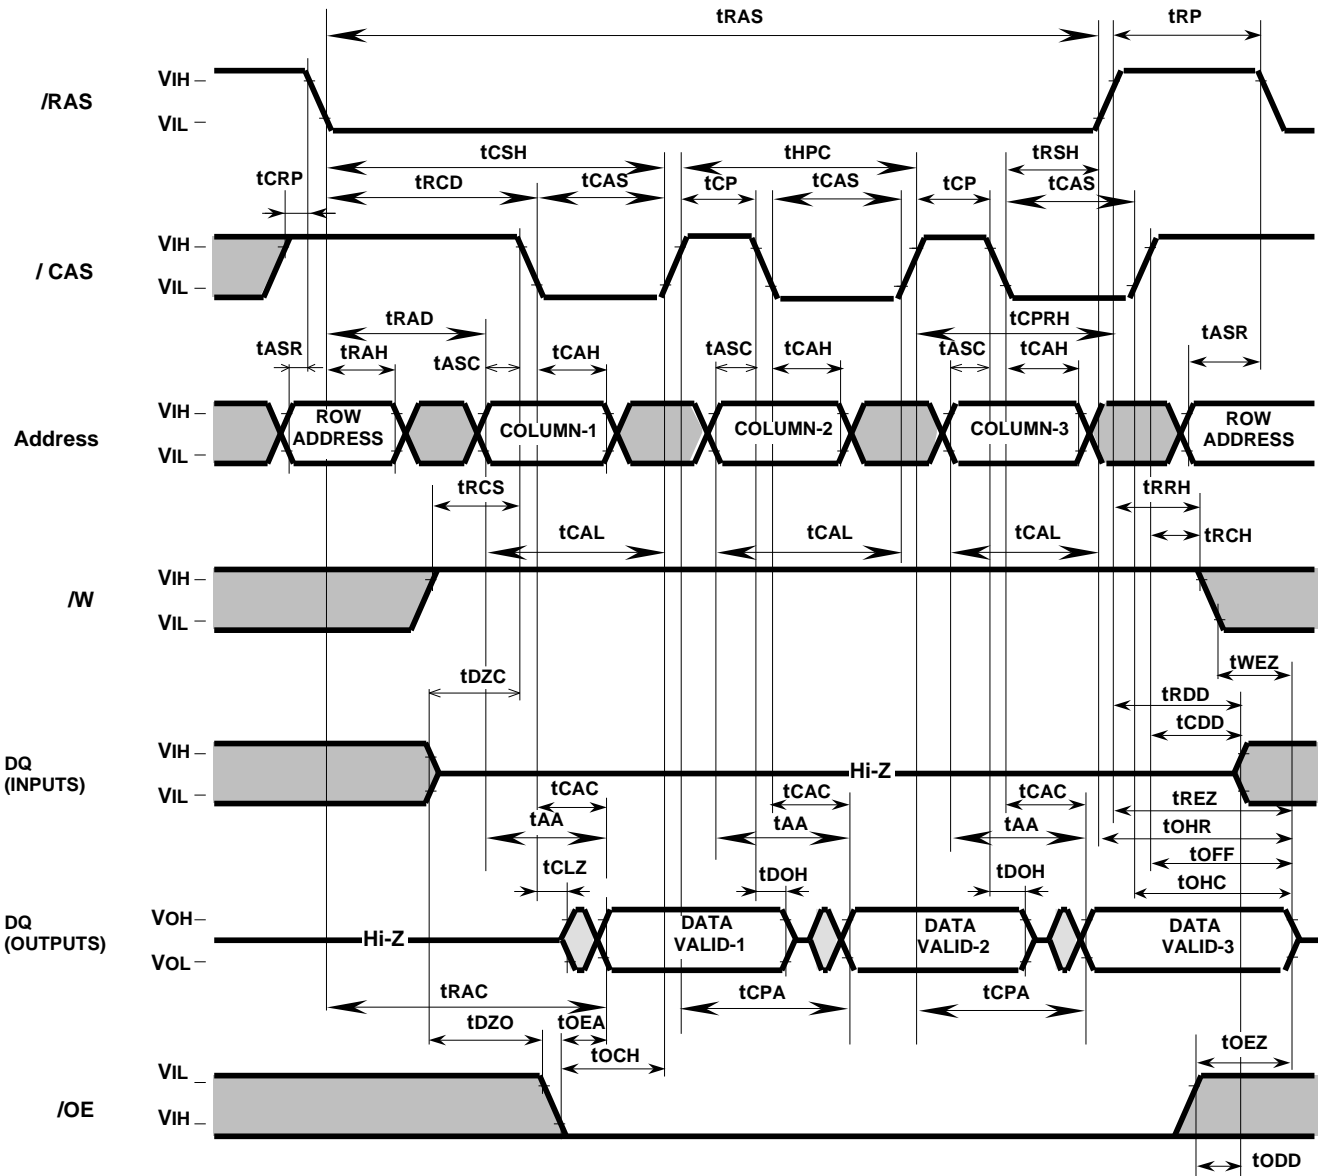 tRAS
tRP
VIH
/RAS
VIL
tCSH
tHPC
tRSH
tCRP
tRCD
tCAS
tCP
tCAS
tCP
tCAS
VIH
/ CAS
VIL
tRAD
tCPRH
tASR
tASR
tRAH
tASC
tCAH
tASC
tCAH
tASC
tCAH
VIH
Address
VIL
ROW
ADDRESS
COLUMN-1
COLUMN-2
COLUMN-3
ROW
ADDRESS
tRCS
tRRH
tCAL
tCAL
tCAL
tRCH
VIH
/W
VIL
tWEZ
tDZC
tRDD
tCDD
DQ
(INPUTS)
VIH
VIL
Hi-Z
tCAC
tCAC
tCAC
tREZ
tAA
tAA
tAA
tOHR
tCLZ
tDOH
tDOH
tOFF
tOHC
DQ
(OUTPUTS)
VOH
VOL
Hi-Z
DATA
VALID-1
DATA
VALID-2
DATA
VALID-3
tRAC
tCPA
tCPA
tDZO
tOEA
tOCH
tOEZ
VIL
/OE
VIH
tODD